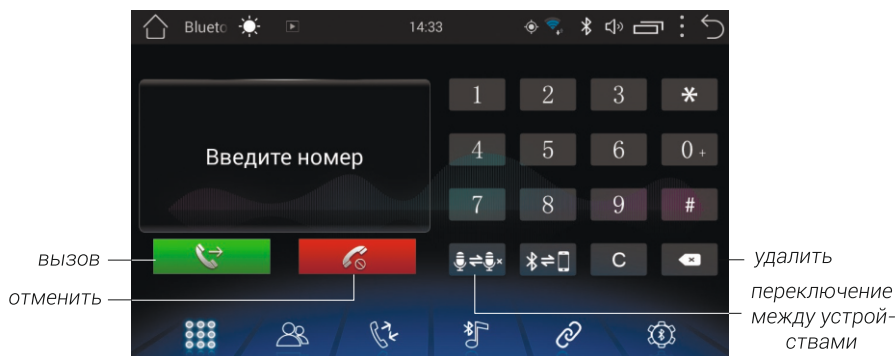 Blueto
14:33
Введите номер
1 2 3 *
4 5 6 0 +
7 8 9 #
C
вызов
отменить
удалить
переключение
между устрой-
ствами